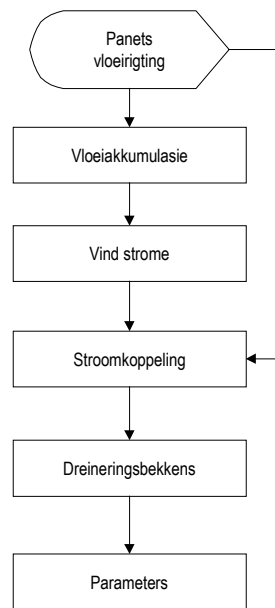 Panets
vloeirigting
Vloeiakkumulasie
Vind strome
Stroomkoppeling
Dreineringsbekkens
Parameters